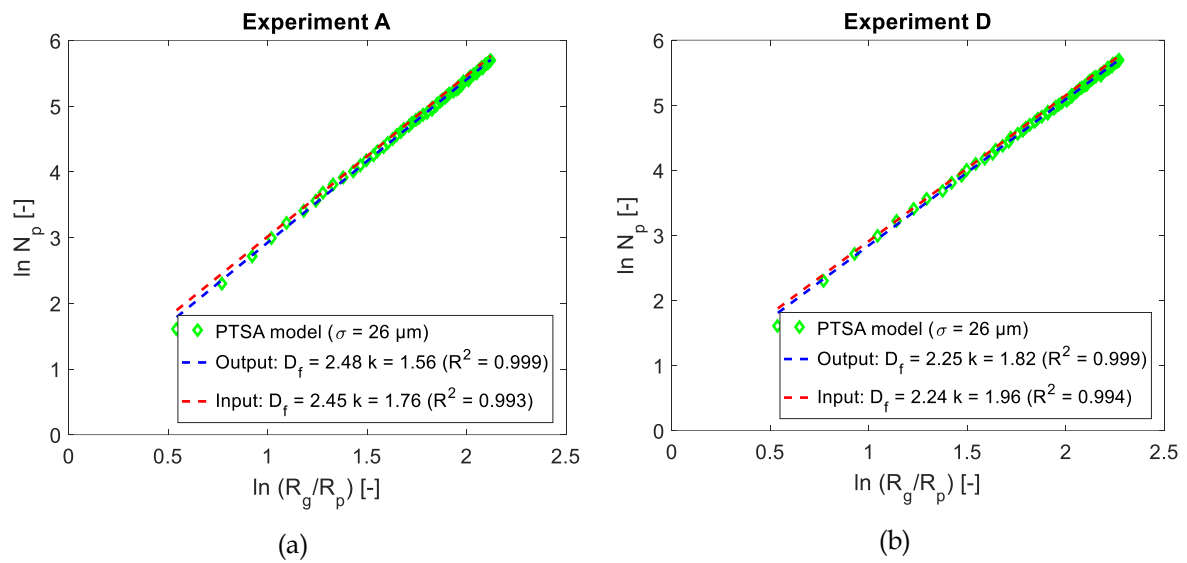 Experiment A
6
5
4
3
2
1
0
ln N_p [-]
PTSA model (σ = 26 μm)
Output: D_f = 2.48 k = 1.56 (R² = 0.999)
Input: D_f = 2.45 k = 1.76 (R² = 0.993)
0 0.5 1 1.5 2 2.5
ln (R_g/R_p) [-]
(a)
Experiment D
6
5
4
3
2
1
0
ln N_p [-]
PTSA model (σ = 26 μm)
Output: D_f = 2.25 k = 1.82 (R² = 0.999)
Input: D_f = 2.24 k = 1.96 (R² = 0.994)
0 0.5 1 1.5 2 2.5
ln (R_g/R_p) [-]
(b)